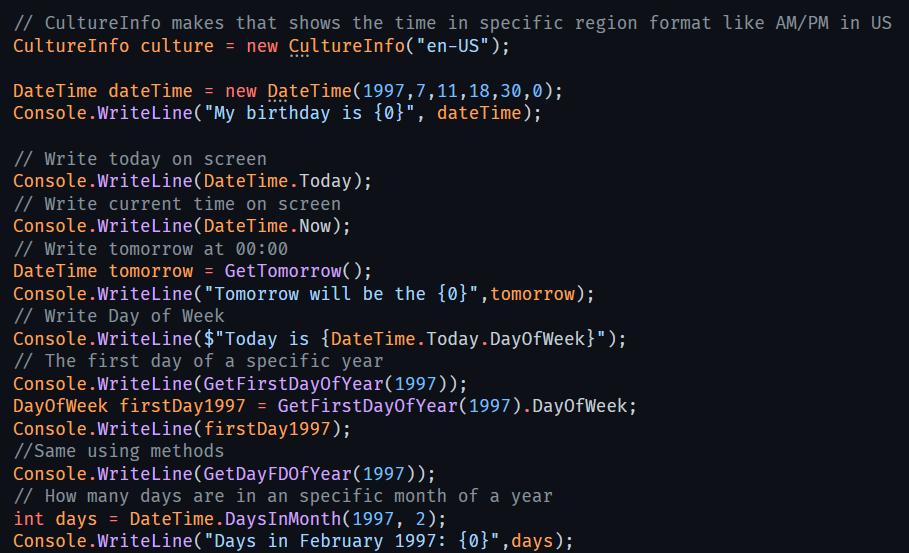 // CultureInfo makes that shows the time in specific region format like AM/PM in US
CultureInfo culture = new CultureInfo("en-US");
DateTime dateTime = new DateTime(1997,7,11,18,30,0);
Console.WriteLine("My birthday is {0}", dateTime);
// Write today on screen
Console.WriteLine(DateTime.Today);
// Write current time on screen
Console.WriteLine(DateTime.Now);
// Write tomorrow at 00:00
DateTime tomorrow = GetTomorrow();
Console.WriteLine("Tomorrow will be the {0}",tomorrow);
// Write Day of Week
Console.WriteLine($"Today is {DateTime.Today.DayOfWeek}");
// The first day of a specific year
Console.WriteLine(GetFirstDayOfYear(1997));
DayOfWeek firstDay1997 = GetFirstDayOfYear(1997).DayOfWeek;
Console.WriteLine(firstDay1997);
//Same using methods
Console.WriteLine(GetDayFDOfYear(1997));
// How many days are in an specific month of a year
int days = DateTime.DaysInMonth(1997, 2);
Console.WriteLine("Days in February 1997: {0}",days);